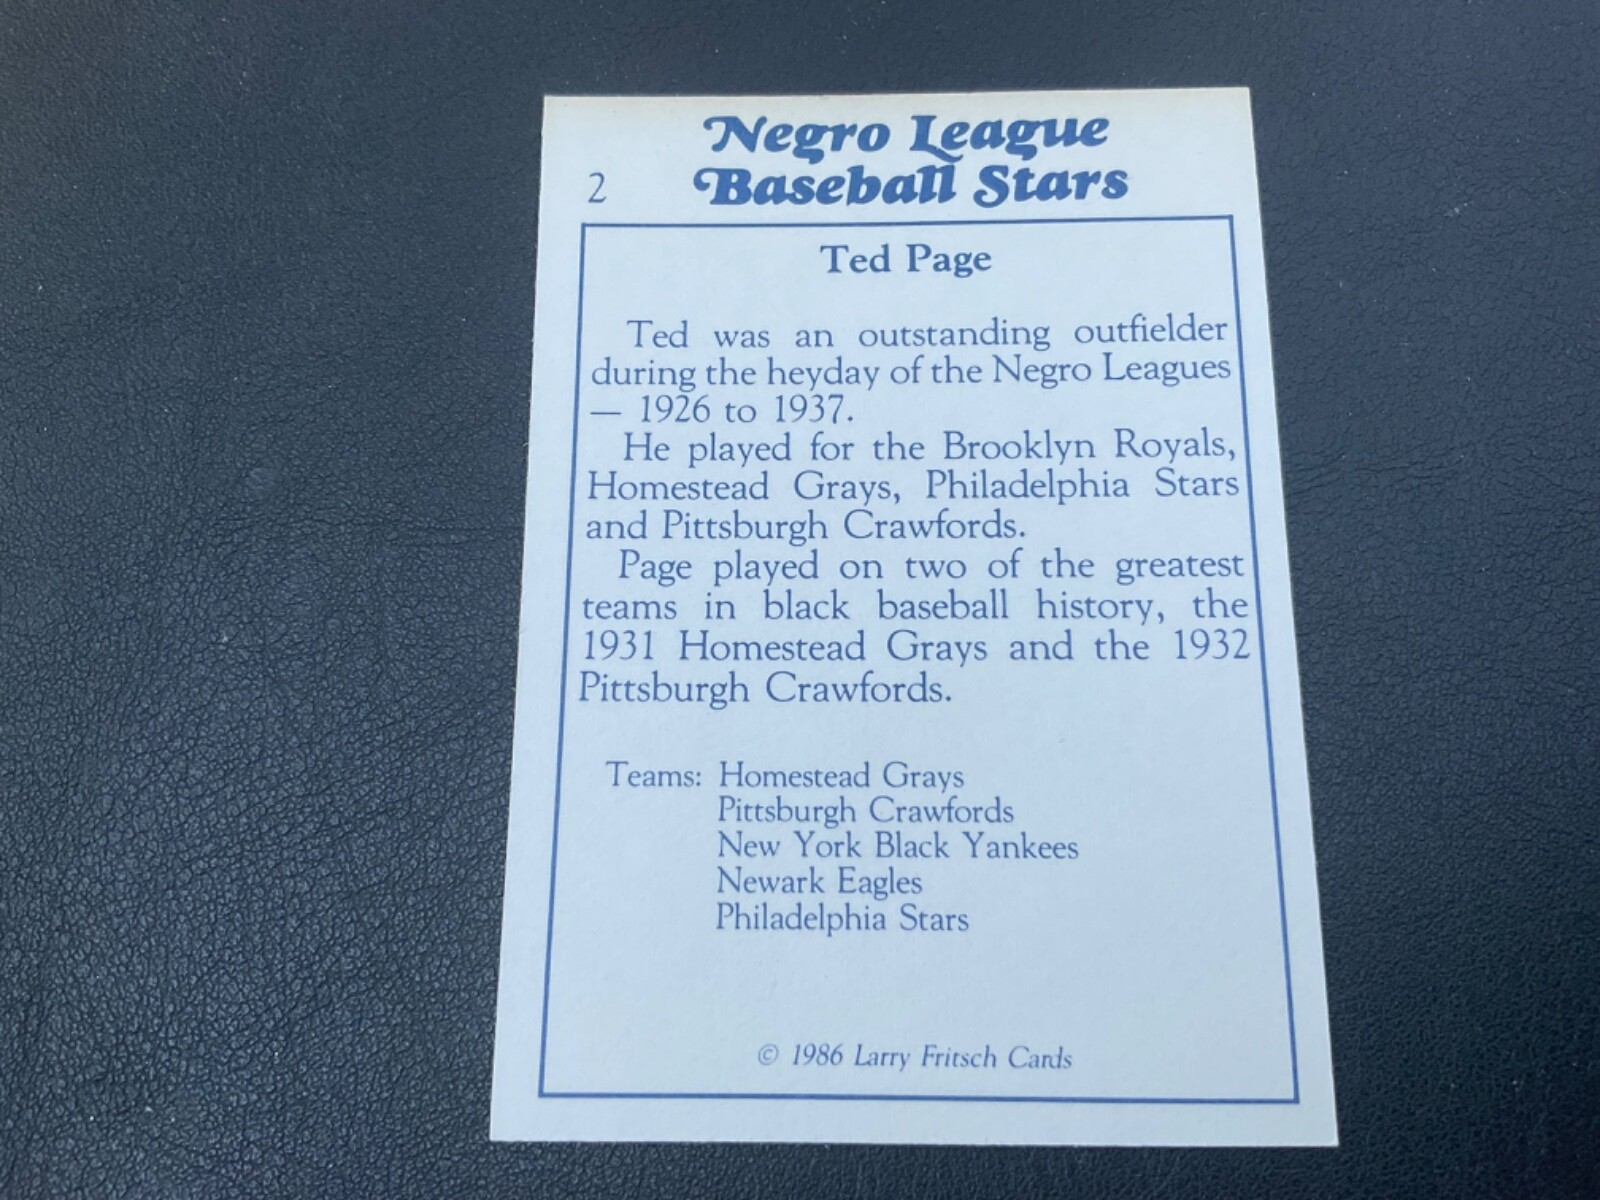 Negro League
2 Baseball Stars
Ted Page
Ted was an outstanding outfielder
during the heyday of the Negro Leagues
— 1926 to 1937.
He played for the Brooklyn Royals,
Homestead Grays, Philadelphia Stars
and Pittsburgh Crawfords.
Page played on two of the greatest
teams in black baseball history, the
1931 Homestead Grays and the 1932
Pittsburgh Crawfords.
Teams: Homestead Grays
Pittsburgh Crawfords
New York Black Yankees
Newark Eagles
Philadelphia Stars
© 1986 Larry Fritsch Cards